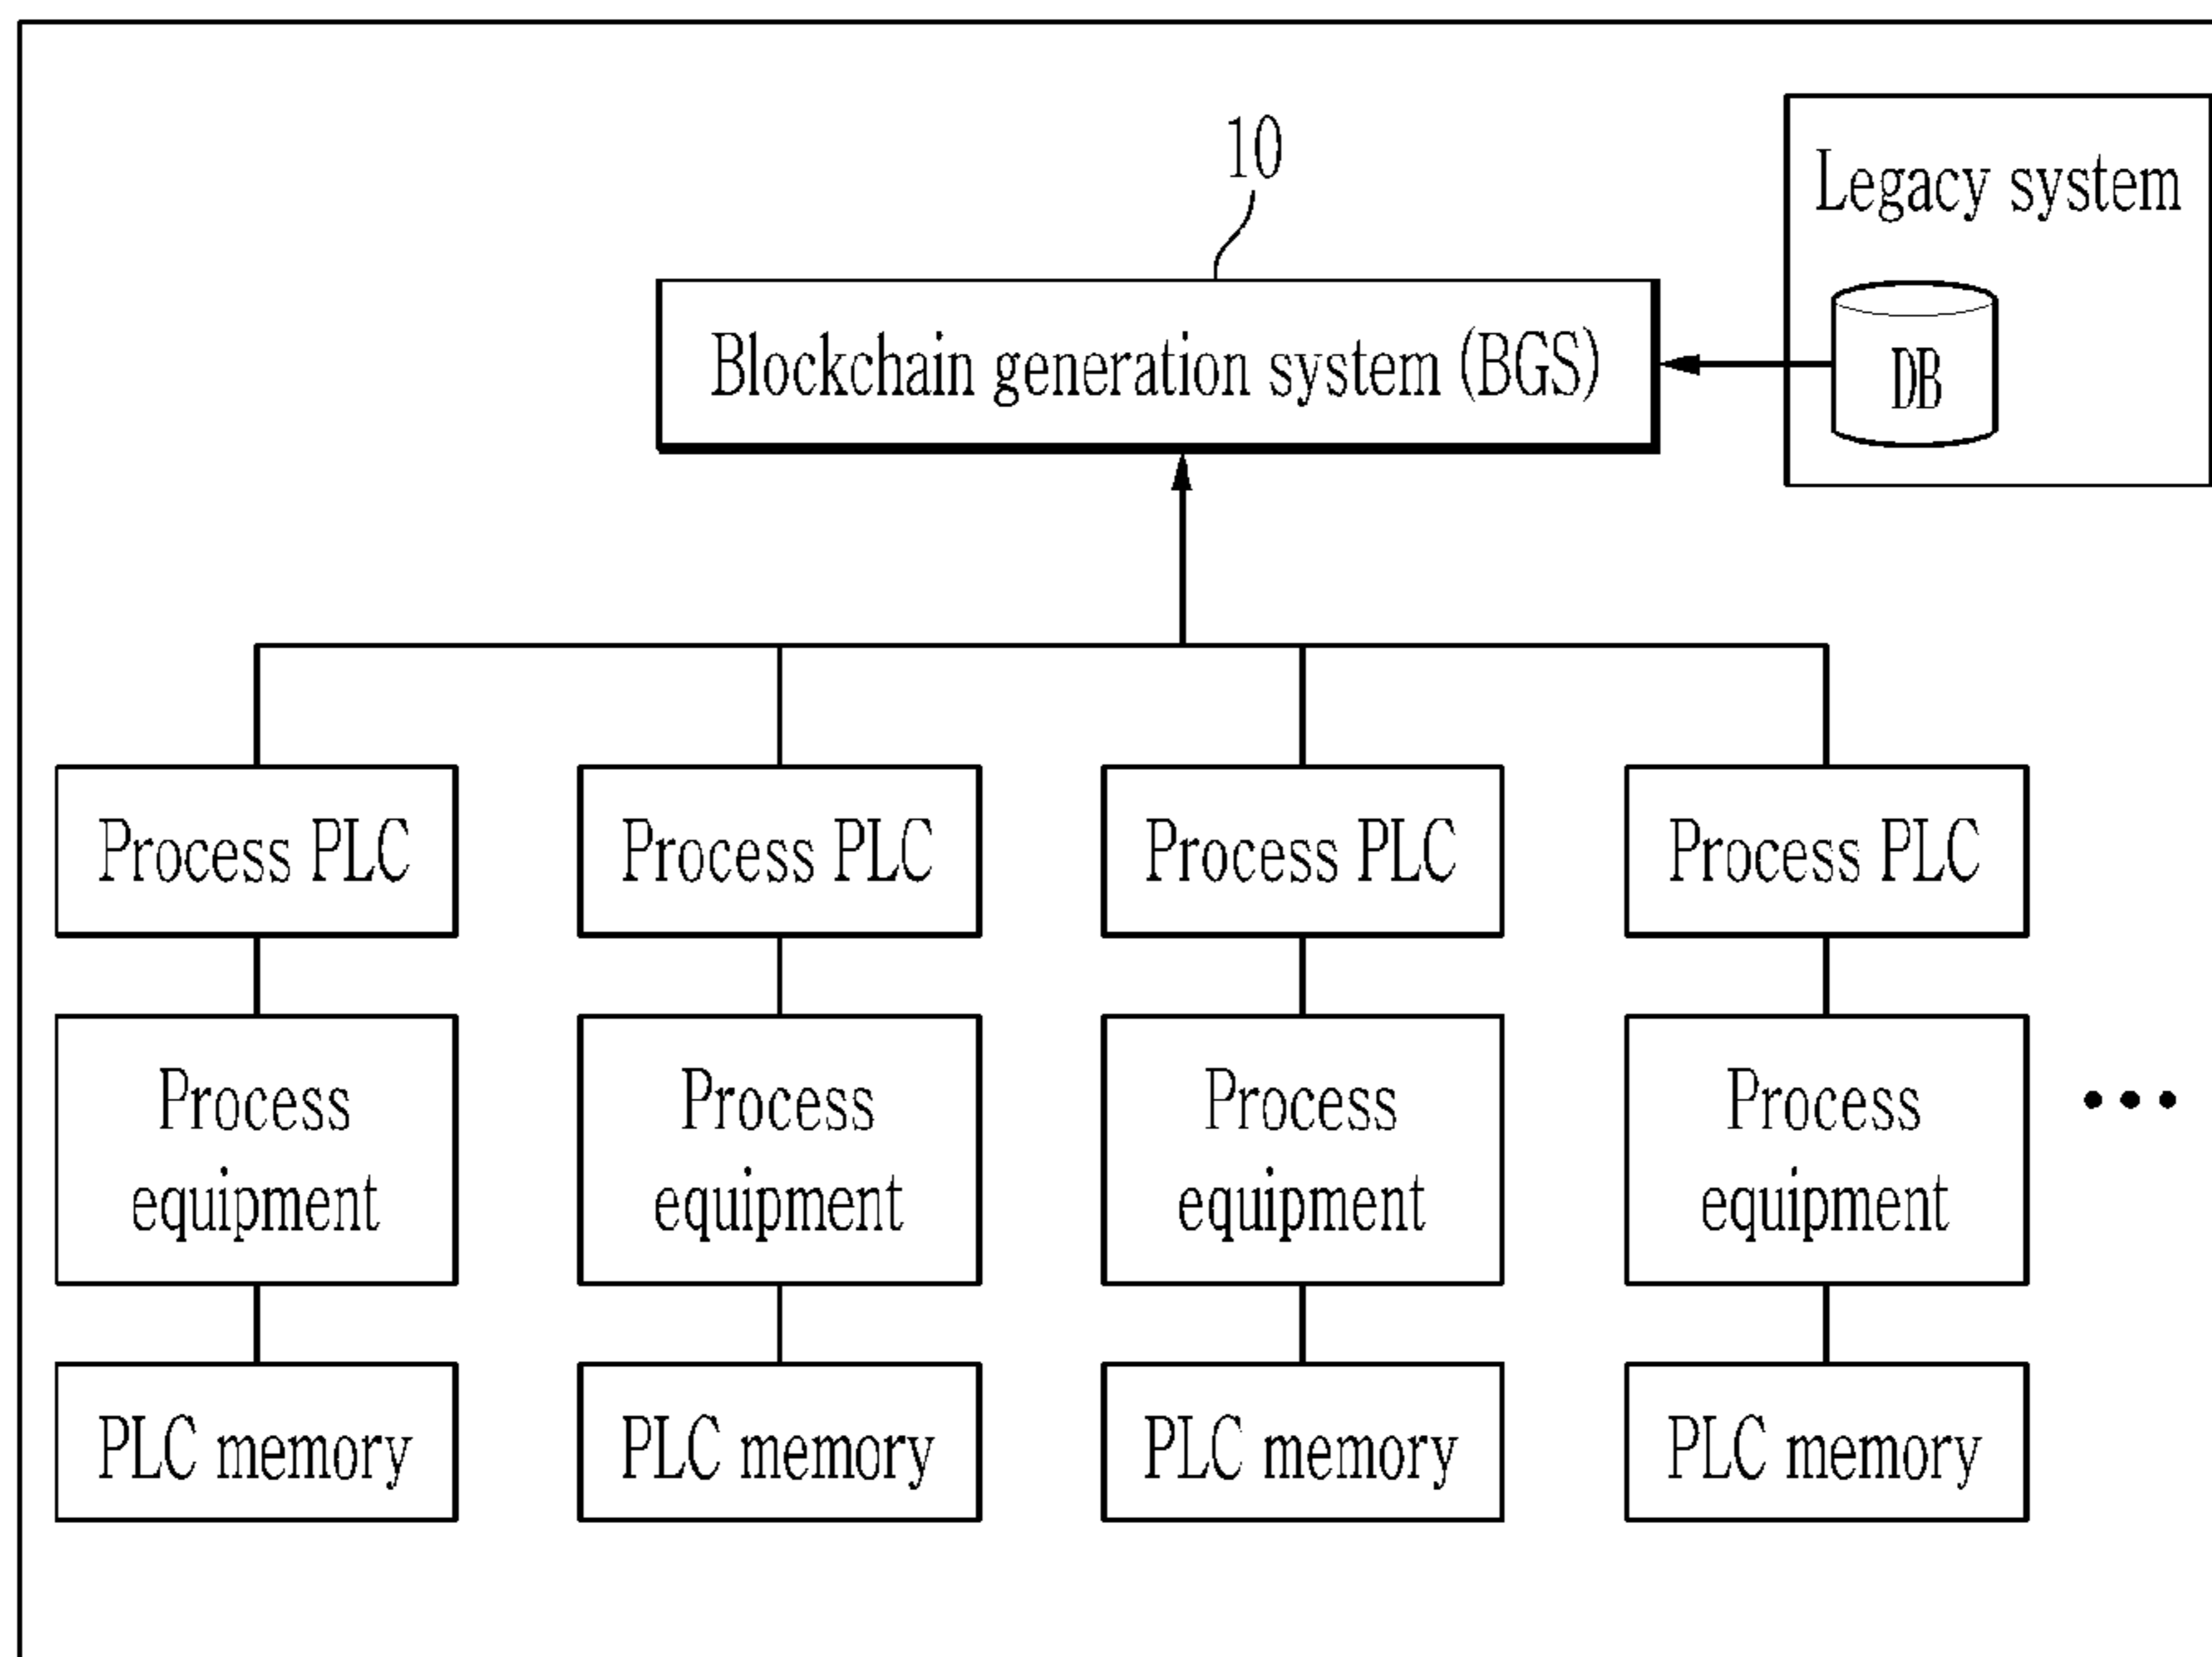 10
Legacy system
Blockchain generation system (BGS)
DB
Process PLC
Process PLC
Process PLC
Process PLC
Process
equipment
Process
equipment
Process
equipment
Process
equipment
•••
PLC memory
PLC memory
PLC memory
PLC memory